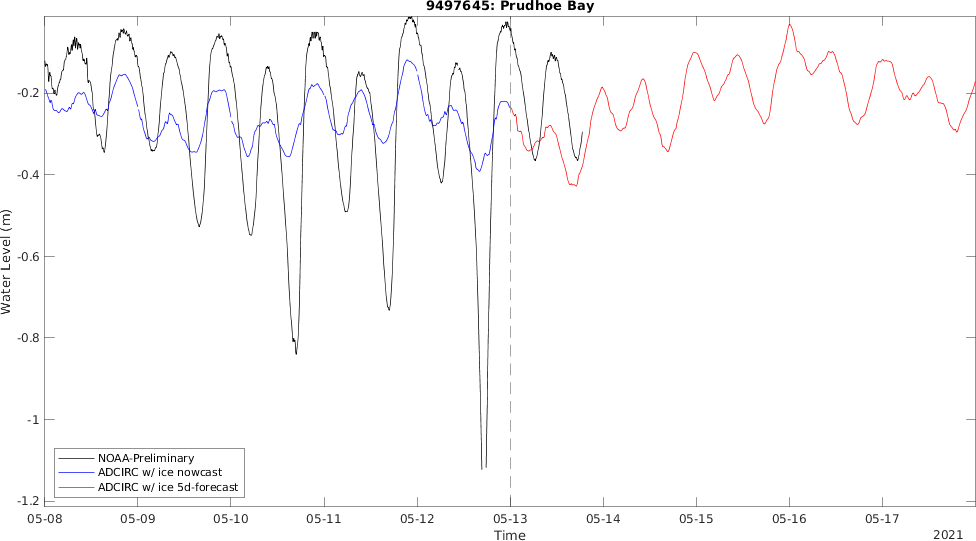 9497645: Prudhoe Bay
Water Level (m)
-0.2
-0.4
-0.6
-0.8
-1
-1.2
NOAA-Preliminary
ADCIRC w/ ice nowcast
ADCIRC w/ ice 5d-forecast
05-08 05-09 05-10 05-11 05-12 05-13 05-14 05-15 05-16 05-17
Time
2021